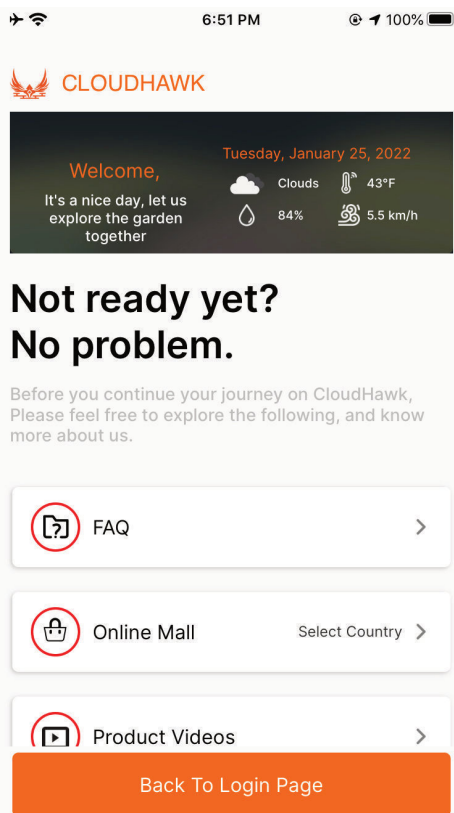 6:51 PM
100%
CLOUDHAWK
Welcome,
It's a nice day, let us
explore the garden
together
Tuesday, January 25, 2022
Clouds
43°F
84%
5.5 km/h
Not ready yet?
No problem.
Before you continue your journey on CloudHawk,
Please feel free to explore the following, and know
more about us.
FAQ
Online Mall
Select Country
Product Videos
Back To Login Page